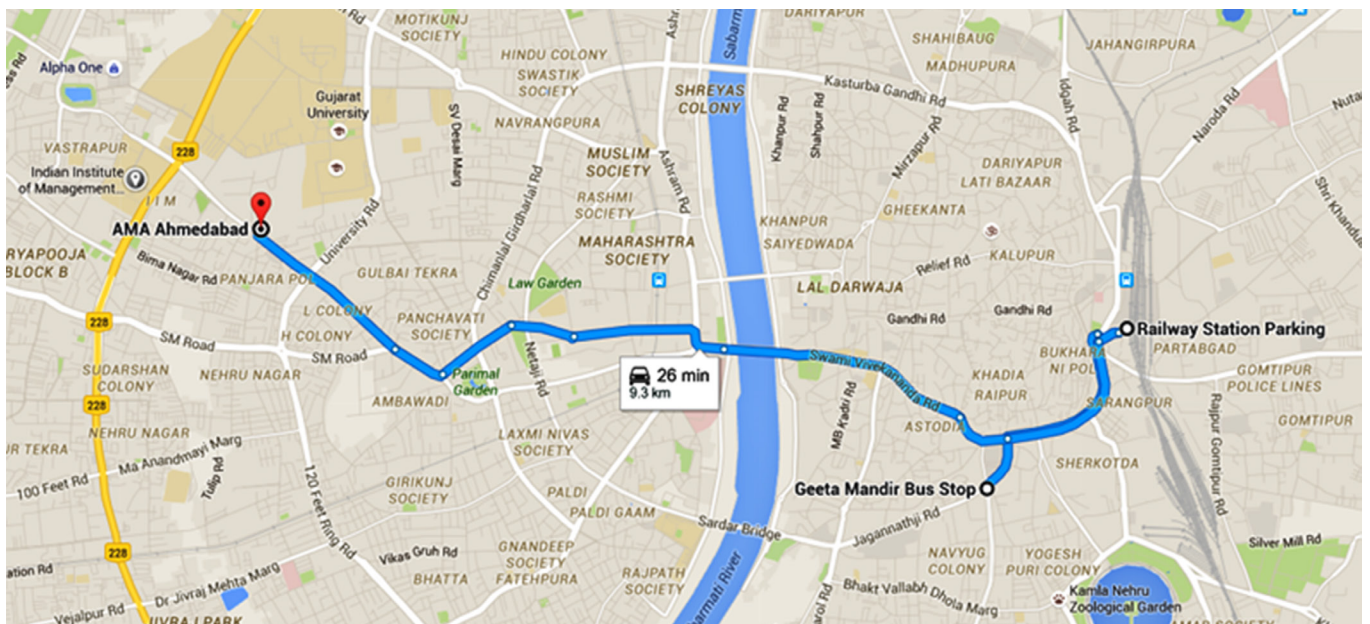 MOTIKUNJ
SOCIETY
DARIYAPUR
SHAHIBAUG
JAHANGIRPURA
MADHUPURA
HINDU COLONY
Alpha One
SWASTIK
SOCIETY
Kasturba Gandhi Rd
Idgah Rd
Naroda Rd
SHREYAS
COLONY
Gujarat
University
SV Desai Marg
NAVRANGPURA
Khanpur Rd
Shahpur Rd
Mirzapur Rd
228
VASTRAPUR
MUSLIM
SOCIETY
Ashram Rd
DARIYAPUR
LATI BAZAAR
Indian Institute
of Management...
I I M
RASHMI
SOCIETY
GHEEKANTA
KHANPUR
SAIYEDWADA
AMA Ahmedabad
University Rd
Chimanlal Girdharlal Rd
MAHARASHTRA
SOCIETY
KALUPUR
Relief Rd
BLOCK B
Bima Nagar Rd
GULBAI TEKRA
Law Garden
LAL DARWAJA
L COLONY
H COLONY
PANCHAVATI
SOCIETY
Gandhi Rd
Gandhi Rd
Railway Station Parking
228
SM Road
SM Road
Netaji Rd
26 min
9.3 km
Swami Vivekananda Rd
BUKHARA
NI POL
PARTABGAD
SUDARSHAN
COLONY
NEHRU NAGAR
Parimal
Garden
KHADIA
RAIPUR
GOMTIPUR
POLICE LINES
228
AMBAWADI
MB Kadri Rd
ASTODIA
SARANGPUR
Rajpur Gomtipur Rd
GOMTIPUR
NEHRU NAGAR
LAXMI NIVAS
SOCIETY
Ma Anandmayi Marg
Tulip Rd
SHERKOTDA
100 Feet Rd
120 Feet Ring Rd
GIRIKUNJ
SOCIETY
PALDI
Geeta Mandir Bus Stop
PALDI GAAM
Sardar Bridge
Jagannathji Rd
228
Vikas Gruh Rd
GNANDEEP
SOCIETY
FATEHPURA
NAVYUG
COLONY
YOGESH
PURI COLONY
Silver Mill Rd
BHATTA
RAJPATH
SOCIETY
Dr Jivraj Mehta Marg
Vejalpur Rd
Bhakt Vallabh Dhola Marg
Kamla Nehru
Zoological Garden